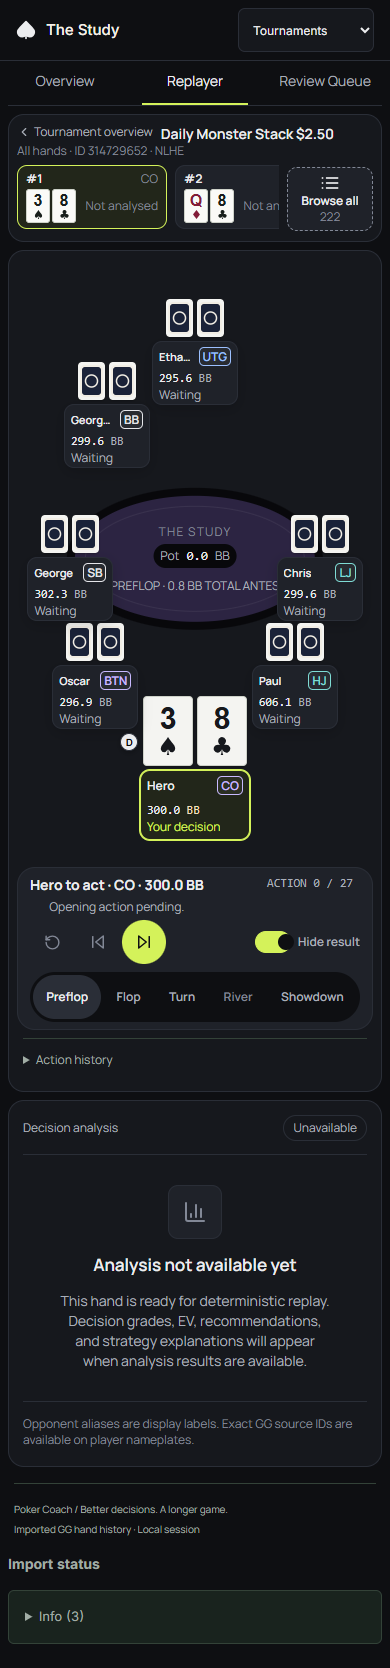 The Study
Tournaments
Overview
Replayer
Review Queue
Tournament overview
Daily Monster Stack $2.50
All hands · ID 314729652 · NLHE
#1
CO
3
8
Not analysed
#2
Q
8
Not an
Browse all
222
Etha...
UTG
295.6 BB
Waiting
Georg...
BB
299.6 BB
Waiting
THE STUDY
Pot 0.0 BB
PREFLOP · 0.8 BB TOTAL ANTES
George
SB
302.3 BB
Waiting
Chris
LJ
299.6 BB
Waiting
Oscar
BTN
296.9 BB
Waiting
Paul
HJ
606.1 BB
Waiting
D
3
8
Hero
CO
300.0 BB
Your decision
Hero to act · CO · 300.0 BB
ACTION 0 / 27
Opening action pending.
Hide result
Preflop
Flop
Turn
River
Showdown
Action history
Decision analysis
Unavailable
Analysis not available yet
This hand is ready for deterministic replay.
Decision grades, EV, recommendations,
and strategy explanations will appear
when analysis results are available.
Opponent aliases are display labels. Exact GG source IDs are
available on player nameplates.
Poker Coach / Better decisions. A longer game.
Imported GG hand history · Local session
Import status
Info (3)